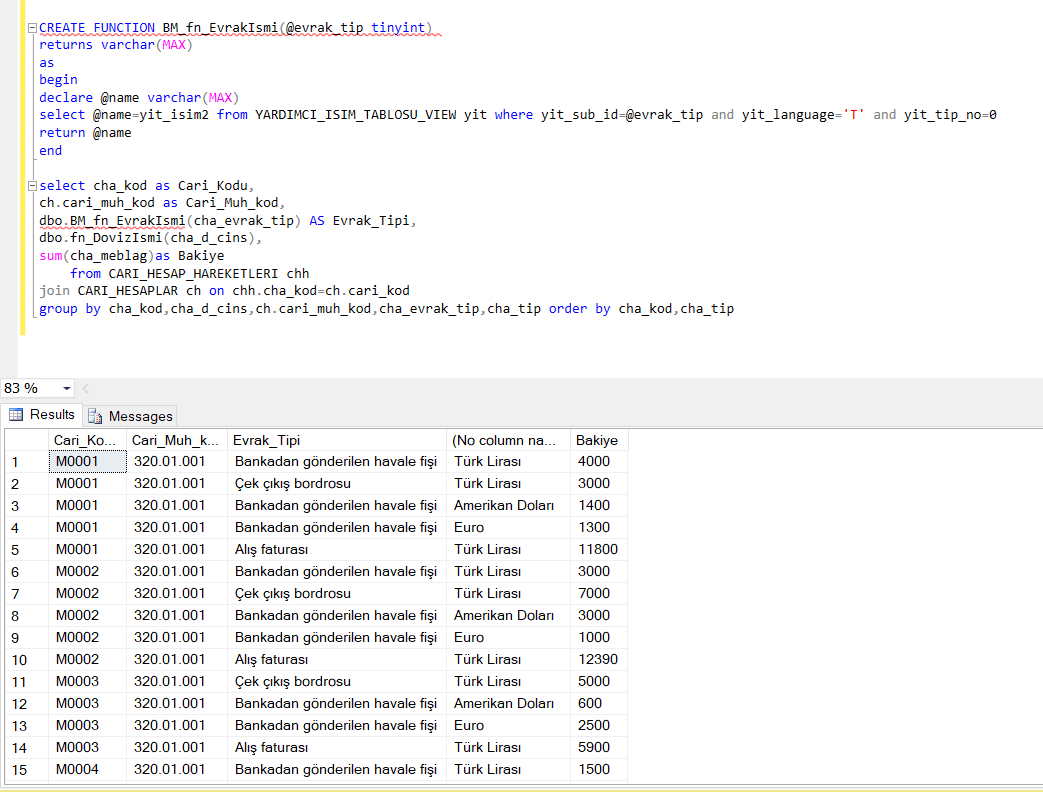 CREATE FUNCTION BM_fn_EvrakIsmi(@evrak_tip tinyint)
returns varchar(MAX)
as
begin
declare @name varchar(MAX)
select @name=yit_isim2 from YARDIMCI_ISIM_TABLOSU_VIEW yit where yit_sub_id=@evrak_tip and yit_language='T' and yit_tip_no=0
return @name
end
select cha_kod as Cari_Kodu,
ch.cari_muh_kod as Cari_Muh_kod,
dbo.BM_fn_EvrakIsmi(cha_evrak_tip) AS Evrak_Tipi,
dbo.fn_DovizIsmi(cha_d_cins),
sum(cha_meblag)as Bakiye
from CARI_HESAP_HAREKETLERI chh
join CARI_HESAPLAR ch on chh.cha_kod=ch.cari_kod
group by cha_kod,cha_d_cins,ch.cari_muh_kod,cha_evrak_tip,cha_tip order by cha_kod,cha_tip
83 %
Results Messages
Cari_Ko... Cari_Muh_k... Evrak_Tipi (No column na... Bakiye
1 M0001 320.01.001 Bankadan gönderilen havale fişi Türk Lirası 4000
2 M0001 320.01.001 Çek çıkış bordrosu Türk Lirası 3000
3 M0001 320.01.001 Bankadan gönderilen havale fişi Amerikan Doları 1400
4 M0001 320.01.001 Bankadan gönderilen havale fişi Euro 1300
5 M0001 320.01.001 Alış faturası Türk Lirası 11800
6 M0002 320.01.001 Bankadan gönderilen havale fişi Türk Lirası 3000
7 M0002 320.01.001 Çek çıkış bordrosu Türk Lirası 7000
8 M0002 320.01.001 Bankadan gönderilen havale fişi Amerikan Doları 3000
9 M0002 320.01.001 Bankadan gönderilen havale fişi Euro 1000
10 M0002 320.01.001 Alış faturası Türk Lirası 12390
11 M0003 320.01.001 Çek çıkış bordrosu Türk Lirası 5000
12 M0003 320.01.001 Bankadan gönderilen havale fişi Amerikan Doları 600
13 M0003 320.01.001 Bankadan gönderilen havale fişi Euro 2500
14 M0003 320.01.001 Alış faturası Türk Lirası 5900
15 M0004 320.01.001 Bankadan gönderilen havale fişi Türk Lirası 1500